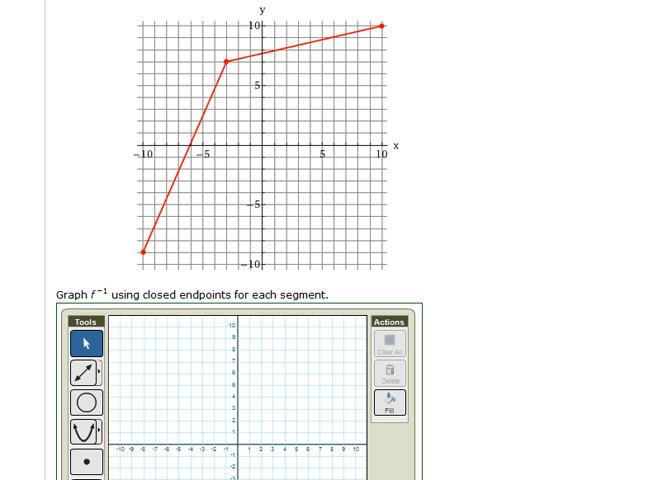 y
10
5
-10 -5 5 10 x
-5
-10
Graph f⁻¹ using closed endpoints for each segment.
Tools
Actions
Clear All
Delete
Fill
10
9
8
7
6
5
4
3
2
1
-10 -9 -8 -7 -6 -5 -4 -3 -2 -1 1 2 3 4 5 6 7 8 9 10
-1
-2
-3